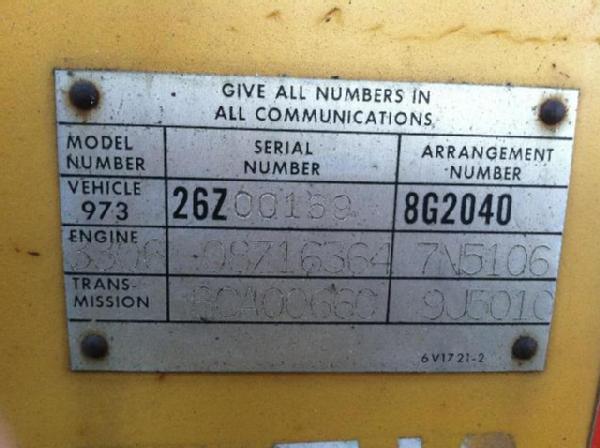 GIVE ALL NUMBERS IN
ALL COMMUNICATIONS
MODEL NUMBER SERIAL NUMBER ARRANGEMENT NUMBER
VEHICLE 973 26Z00159 8G2040
ENGINE 3306 08Z16364 7N5106
TRANS-MISSION 9J5010
6V1721-2